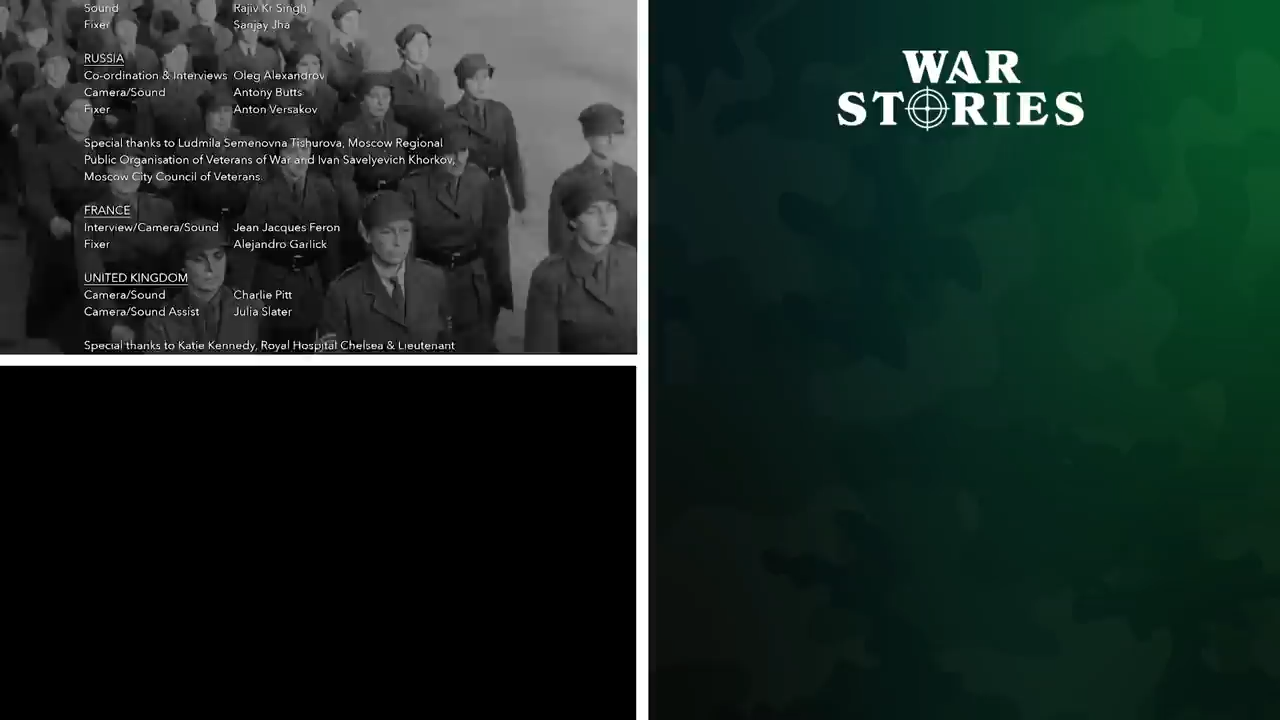 Sound Rajiv Kr Singh
Fixer Sanjay Jha
RUSSIA
Co-ordination & Interviews Oleg Alexandrov
Camera/Sound Antony Butts
Fixer Anton Versakov
Special thanks to Ludmila Semenovna Tishurova, Moscow Regional
Public Organisation of Veterans of War and Ivan Savelyevich Khorkov,
Moscow City Council of Veterans.
FRANCE
Interview/Camera/Sound Jean Jacques Feron
Fixer Alejandro Garlick
UNITED KINGDOM
Camera/Sound Charlie Pitt
Camera/Sound Assist Julia Slater
Special thanks to Katie Kennedy, Royal Hospital Chelsea & Lieutenant
WAR
STORIES